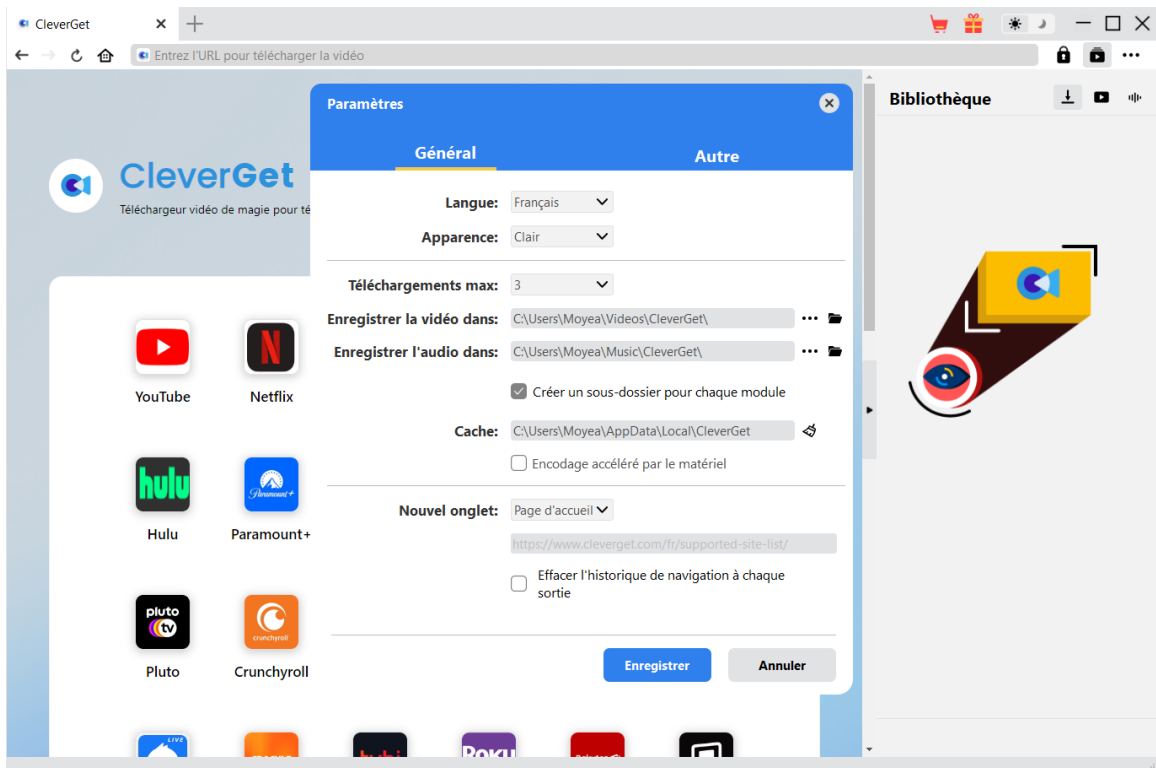 CleverGet
Entrez l'URL pour télécharger la vidéo
Paramètres
Bibliothèque
Général
Autre
CleverGet
Téléchargeur vidéo de magie pour té
Langue: Français
Apparence: Clair
Téléchargements max: 3
Enregistrer la vidéo dans: C:\Users\Moyea\Videos\CleverGet\
Enregistrer l'audio dans: C:\Users\Moyea\Music\CleverGet\
Créer un sous-dossier pour chaque module
Cache: C:\Users\Moyea\AppData\Local\CleverGet
Encodage accéléré par le matériel
Nouvel onglet: Page d'accueil
https://www.cleverget.com/fr/supported-site-list/
Effacer l'historique de navigation à chaque
sortie
Enregistrer
Annuler
N
YouTube
Netflix
hulu
Paramount+
Hulu
Paramount+
pluto
tv
crunchyroll
Pluto
Crunchyroll
LIVE